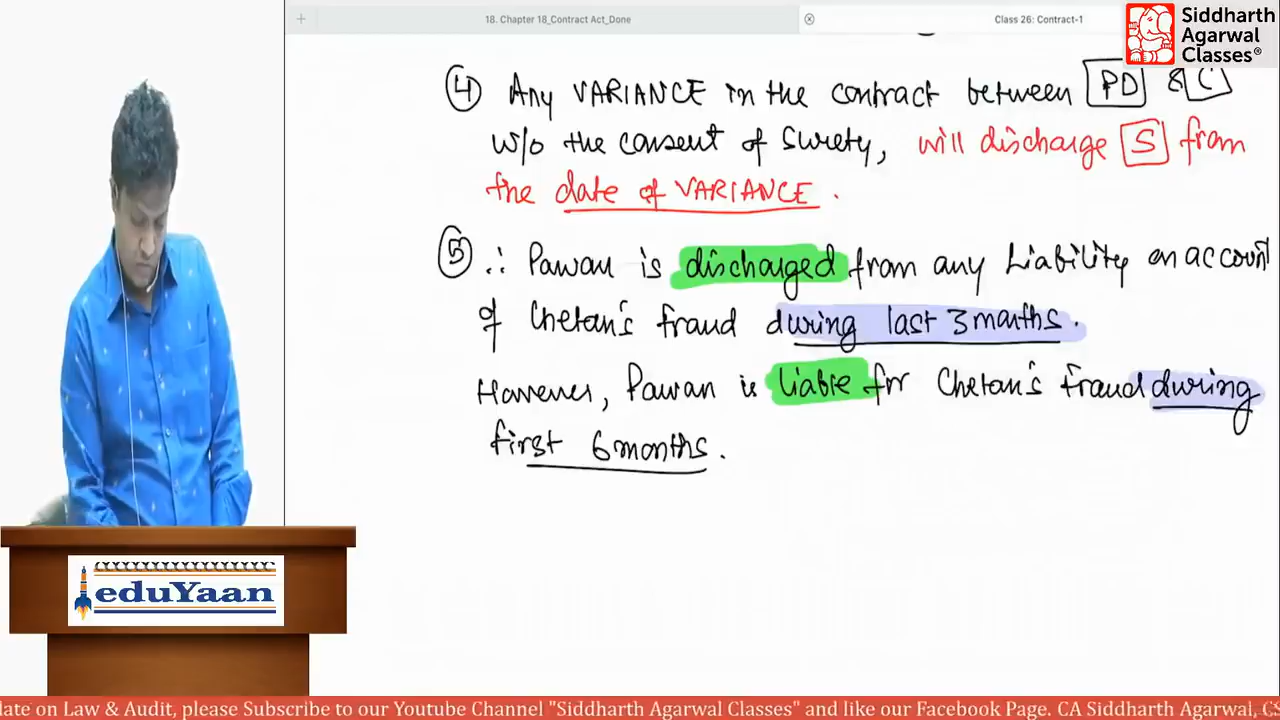 18. Chapter 18_Contract Act_Done
Class 26: Contract-1
Siddharth
Agarwal
Classes®
④ Any VARIANCE in the contract between PD & C
w/o the consent of Surety, will discharge S from
the date of VARIANCE.
⑤ ∴ Pawan is discharged from any Liability on account
of Chetan's fraud during last 3 months.
However, Pawan is liable for Chetan's fraud during
first 6 months.
eduYaan
date on Law & Audit, please Subscribe to our Youtube Channel "Siddharth Agarwal Classes" and like our Facebook Page. CA Siddharth Agarwal, CS